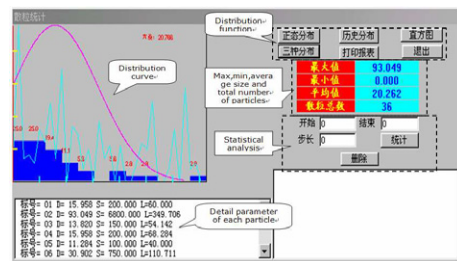 散粒统计
Distribution
function
正态分布 历史分布 直方图
三钟分布 打印报表 退出
Distribution
curve
Max,min,avera
ge size and
total number
of particles
最大值 93.049
最小值 0.000
平均值 20.262
散粒总数 36
开始 0 结束 0
步长 0 统计
删除
Statistical
analysis
标号= 01 D= 15.958 S= 200.000 L=60.000
标号= 02 D= 93.049 S= 6800.000 L=349.706
标号= 03 D= 13.820 S= 150.000 L=54.142
标号= 04 D= 15.958 S= 200.000 L=68.284
标号= 05 D= 11.284 S= 100.000 L=40.000
标号= 06 D= 30.902 S= 750.000 L=110.711
Detail parameter
of each particle